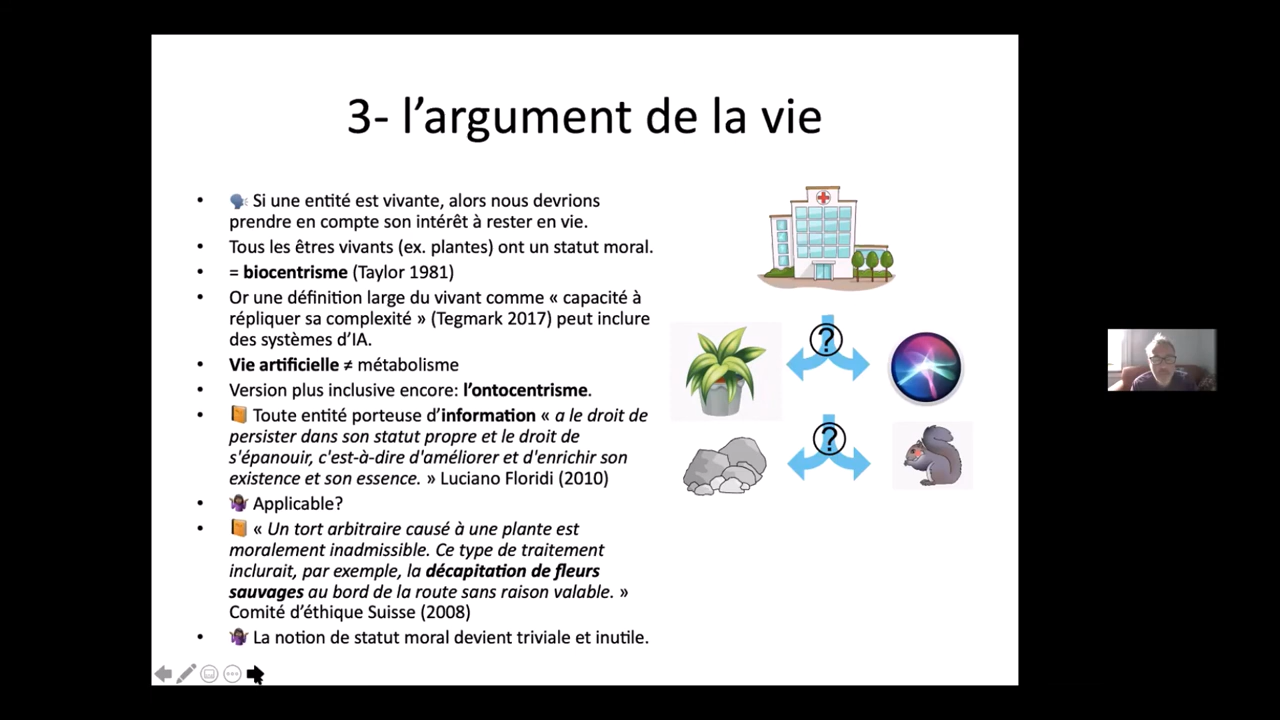 3- l’argument de la vie
• 🗣 Si une entité est vivante, alors nous devrions
prendre en compte son intérêt à rester en vie.
• Tous les êtres vivants (ex. plantes) ont un statut moral.
• = biocentrisme (Taylor 1981)
• Or une définition large du vivant comme « capacité à
répliquer sa complexité » (Tegmark 2017) peut inclure
des systèmes d’IA.
• Vie artificielle ≠ métabolisme
• Version plus inclusive encore: l’ontocentrisme.
• 📙 Toute entité porteuse d’information « a le droit de
persister dans son statut propre et le droit de
s'épanouir, c'est-à-dire d'améliorer et d'enrichir son
existence et son essence. » Luciano Floridi (2010)
• 🤷🏾‍♀️ Applicable?
• 📙 « Un tort arbitraire causé à une plante est
moralement inadmissible. Ce type de traitement
inclurait, par exemple, la décapitation de fleurs
sauvages au bord de la route sans raison valable. »
Comité d’éthique Suisse (2008)
• 🤷🏾‍♀️ La notion de statut moral devient triviale et inutile.
?
?